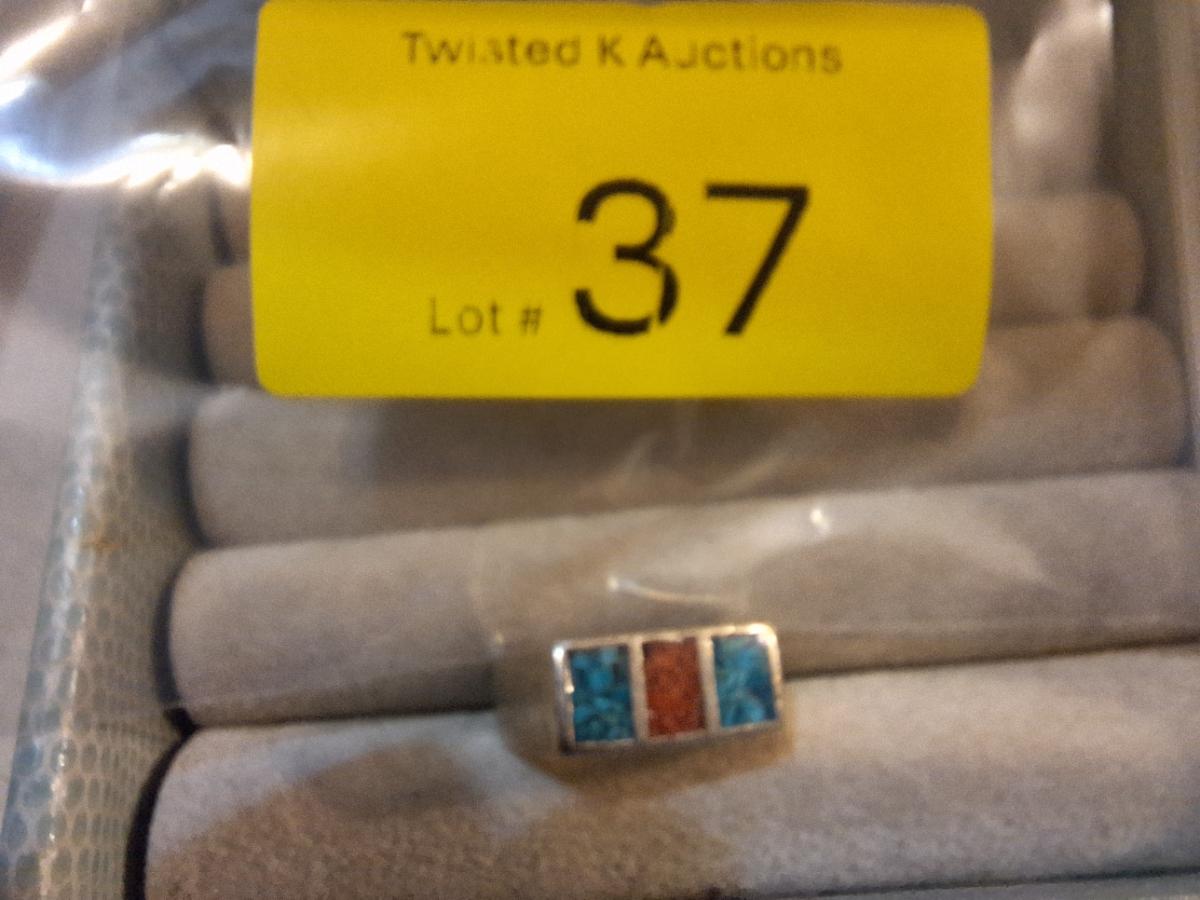 Twisted K Auctions
Lot # 37